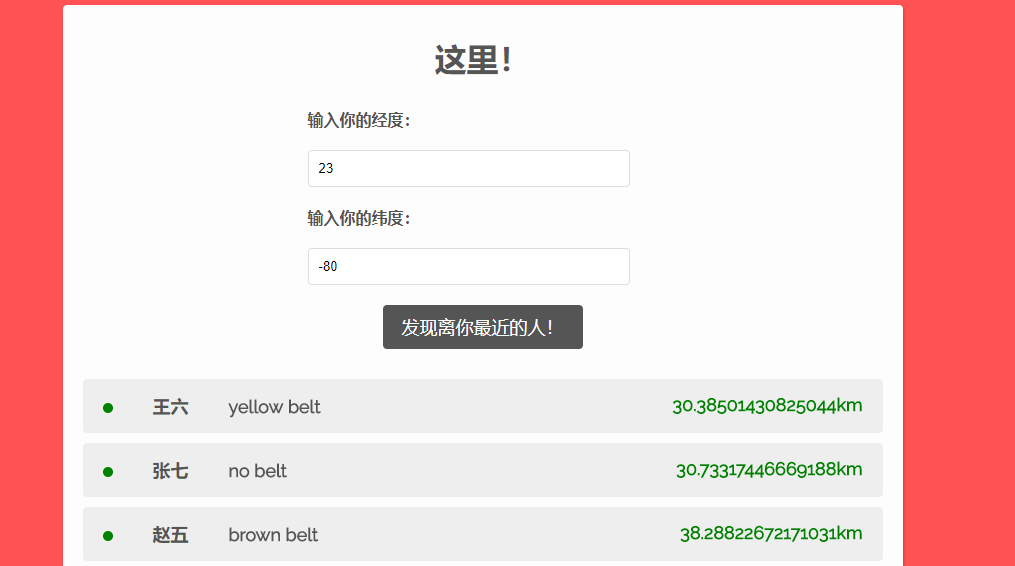 这里！
输入你的经度：
23
输入你的纬度：
-80
发现离你最近的人！
王六 yellow belt 30.38501430825044km
张七 no belt 30.73317446669188km
赵五 brown belt 38.28822672171031km